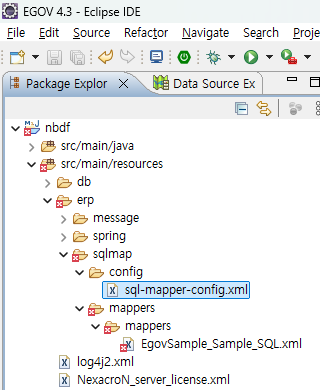 EGOV 4.3 - Eclipse IDE
File Edit Source Refactor Navigate Search Proje
Package Explor
Data Source Ex
nbdf
src/main/java
src/main/resources
db
erp
message
spring
sqlmap
config
sql-mapper-config.xml
mappers
mappers
EgovSample_Sample_SQL.xml
log4j2.xml
NexacroN_server_license.xml